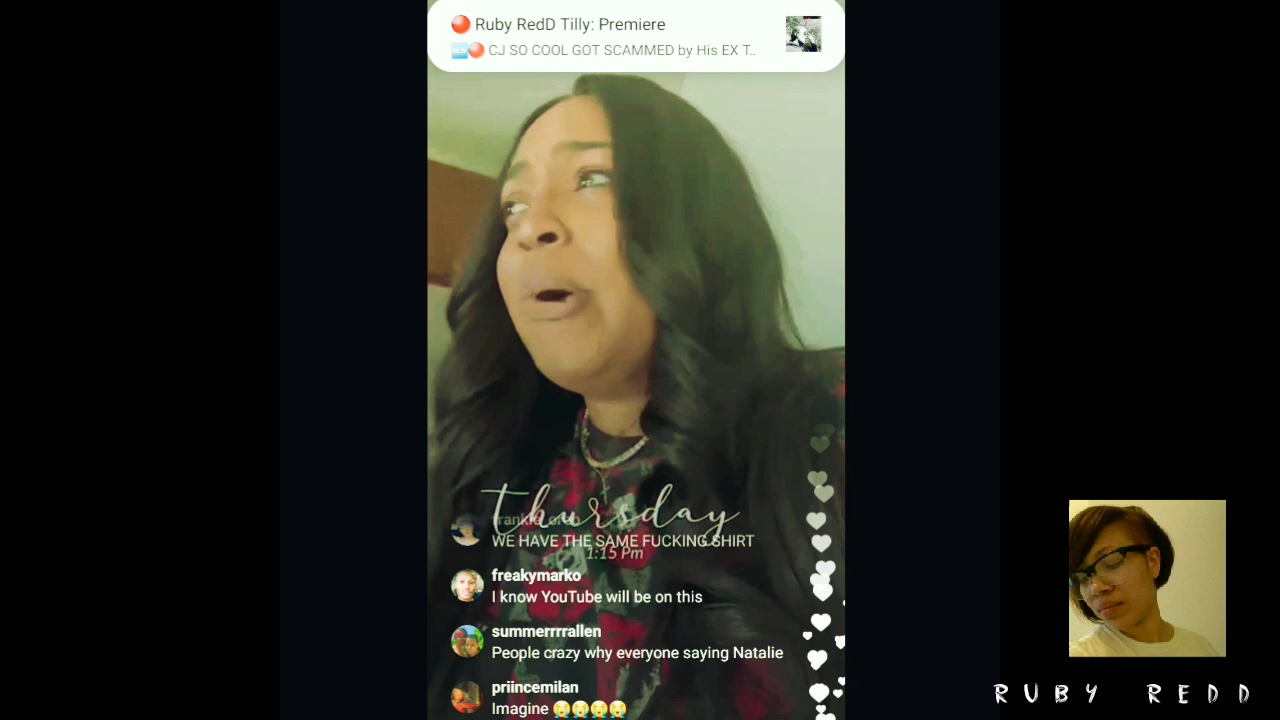 Ruby RedD Tilly: Premiere
CJ SO COOL GOT SCAMMED by His EX T..
Thursday
WE HAVE THE SAME FUCKING SHIRT
1:15 Pm
freakymarko
I know YouTube will be on this
summerrrrallen
People crazy why everyone saying Natalie
priincemilan
Imagine 😭😭😭😭
RUBY REDD